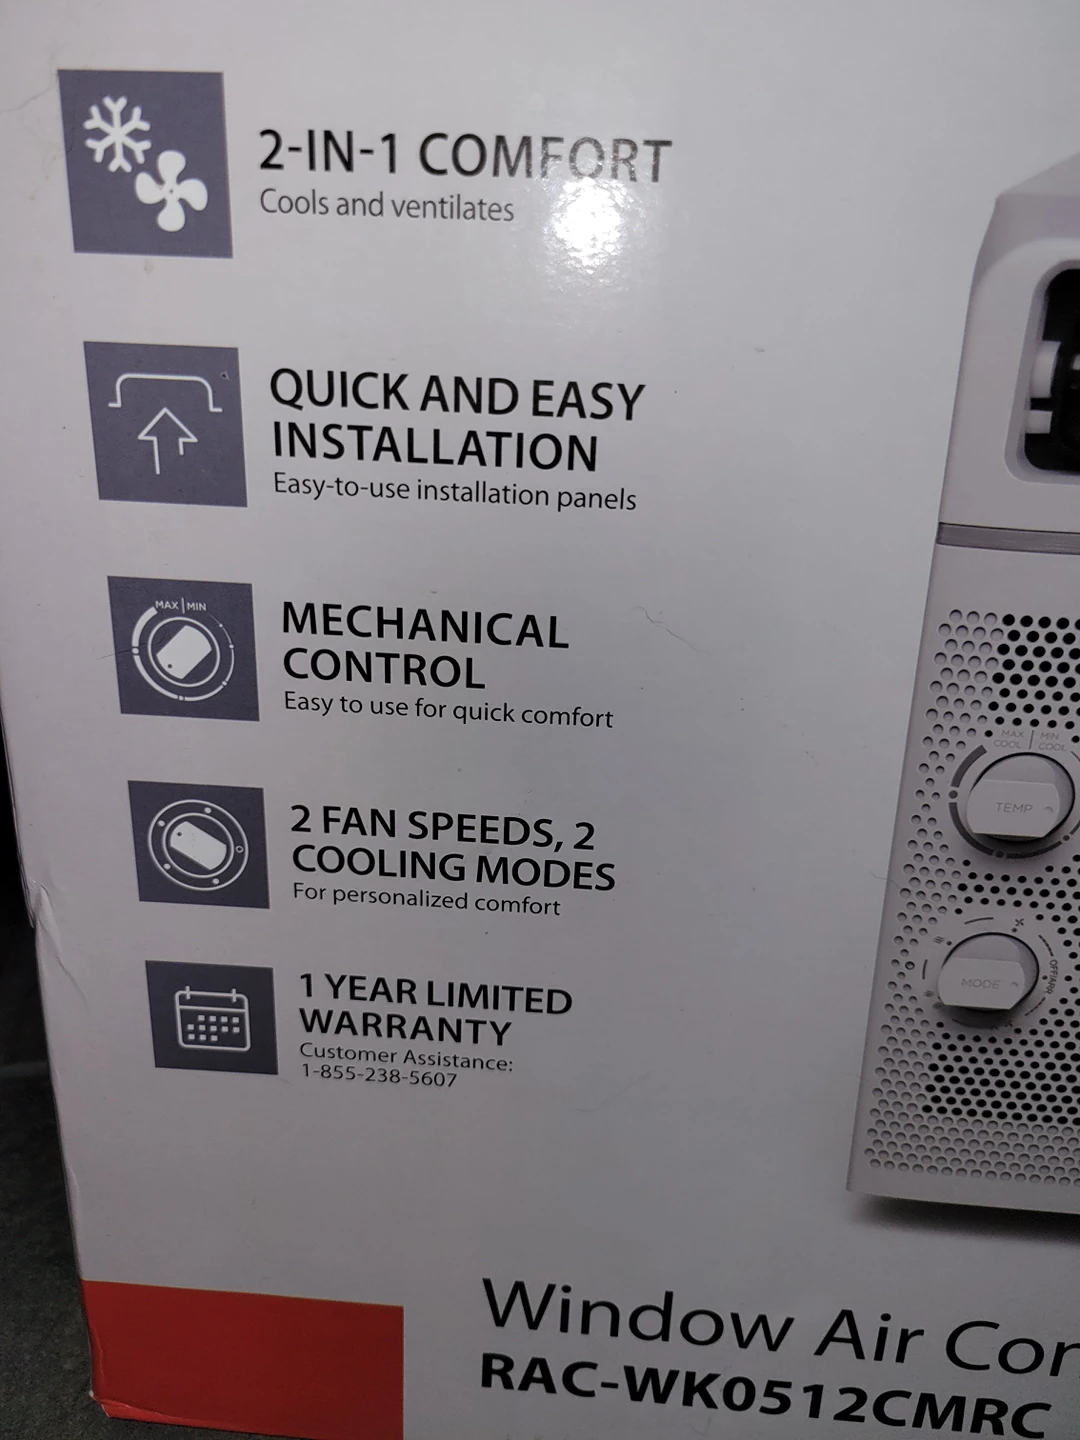 2-IN-1 COMFORT
Cools and ventilates
QUICK AND EASY
INSTALLATION
Easy-to-use installation panels
MAX | MIN
MECHANICAL
CONTROL
Easy to use for quick comfort
2 FAN SPEEDS, 2
COOLING MODES
For personalized comfort
1 YEAR LIMITED
WARRANTY
Customer Assistance:
1-855-238-5607
MAX | MIN
COOL | COOL
TEMP
MODE
Window Air Con
RAC-WK0512CMRC